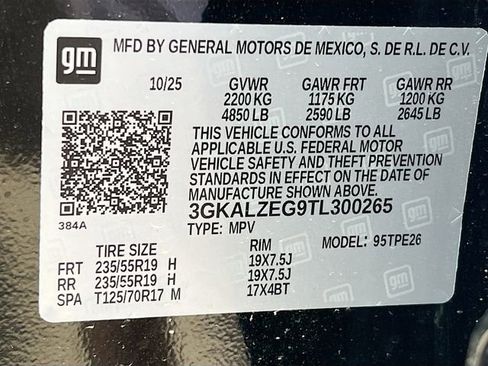 gm MFD BY GENERAL MOTORS DE MEXICO, S. DE R.L. DE C.V.
10/25 GVWR GAWR FRT GAWR RR
2200 KG 1175 KG 1200 KG
4850 LB 2590 LB 2645 LB
THIS VEHICLE CONFORMS TO ALL
APPLICABLE U.S. FEDERAL MOTOR
VEHICLE SAFETY AND THEFT PREVENTION
STANDARDS IN EFFECT ON THE DATE OF
MANUFACTURE SHOWN ABOVE.
384A 3GKALZEG9TL300265
TYPE: MPV MODEL: 95TPE26
TIRE SIZE RIM
FRT 235/55R19 H 19X7.5J
RR 235/55R19 H 19X7.5J
SPA T125/70R17 M 17X4BT